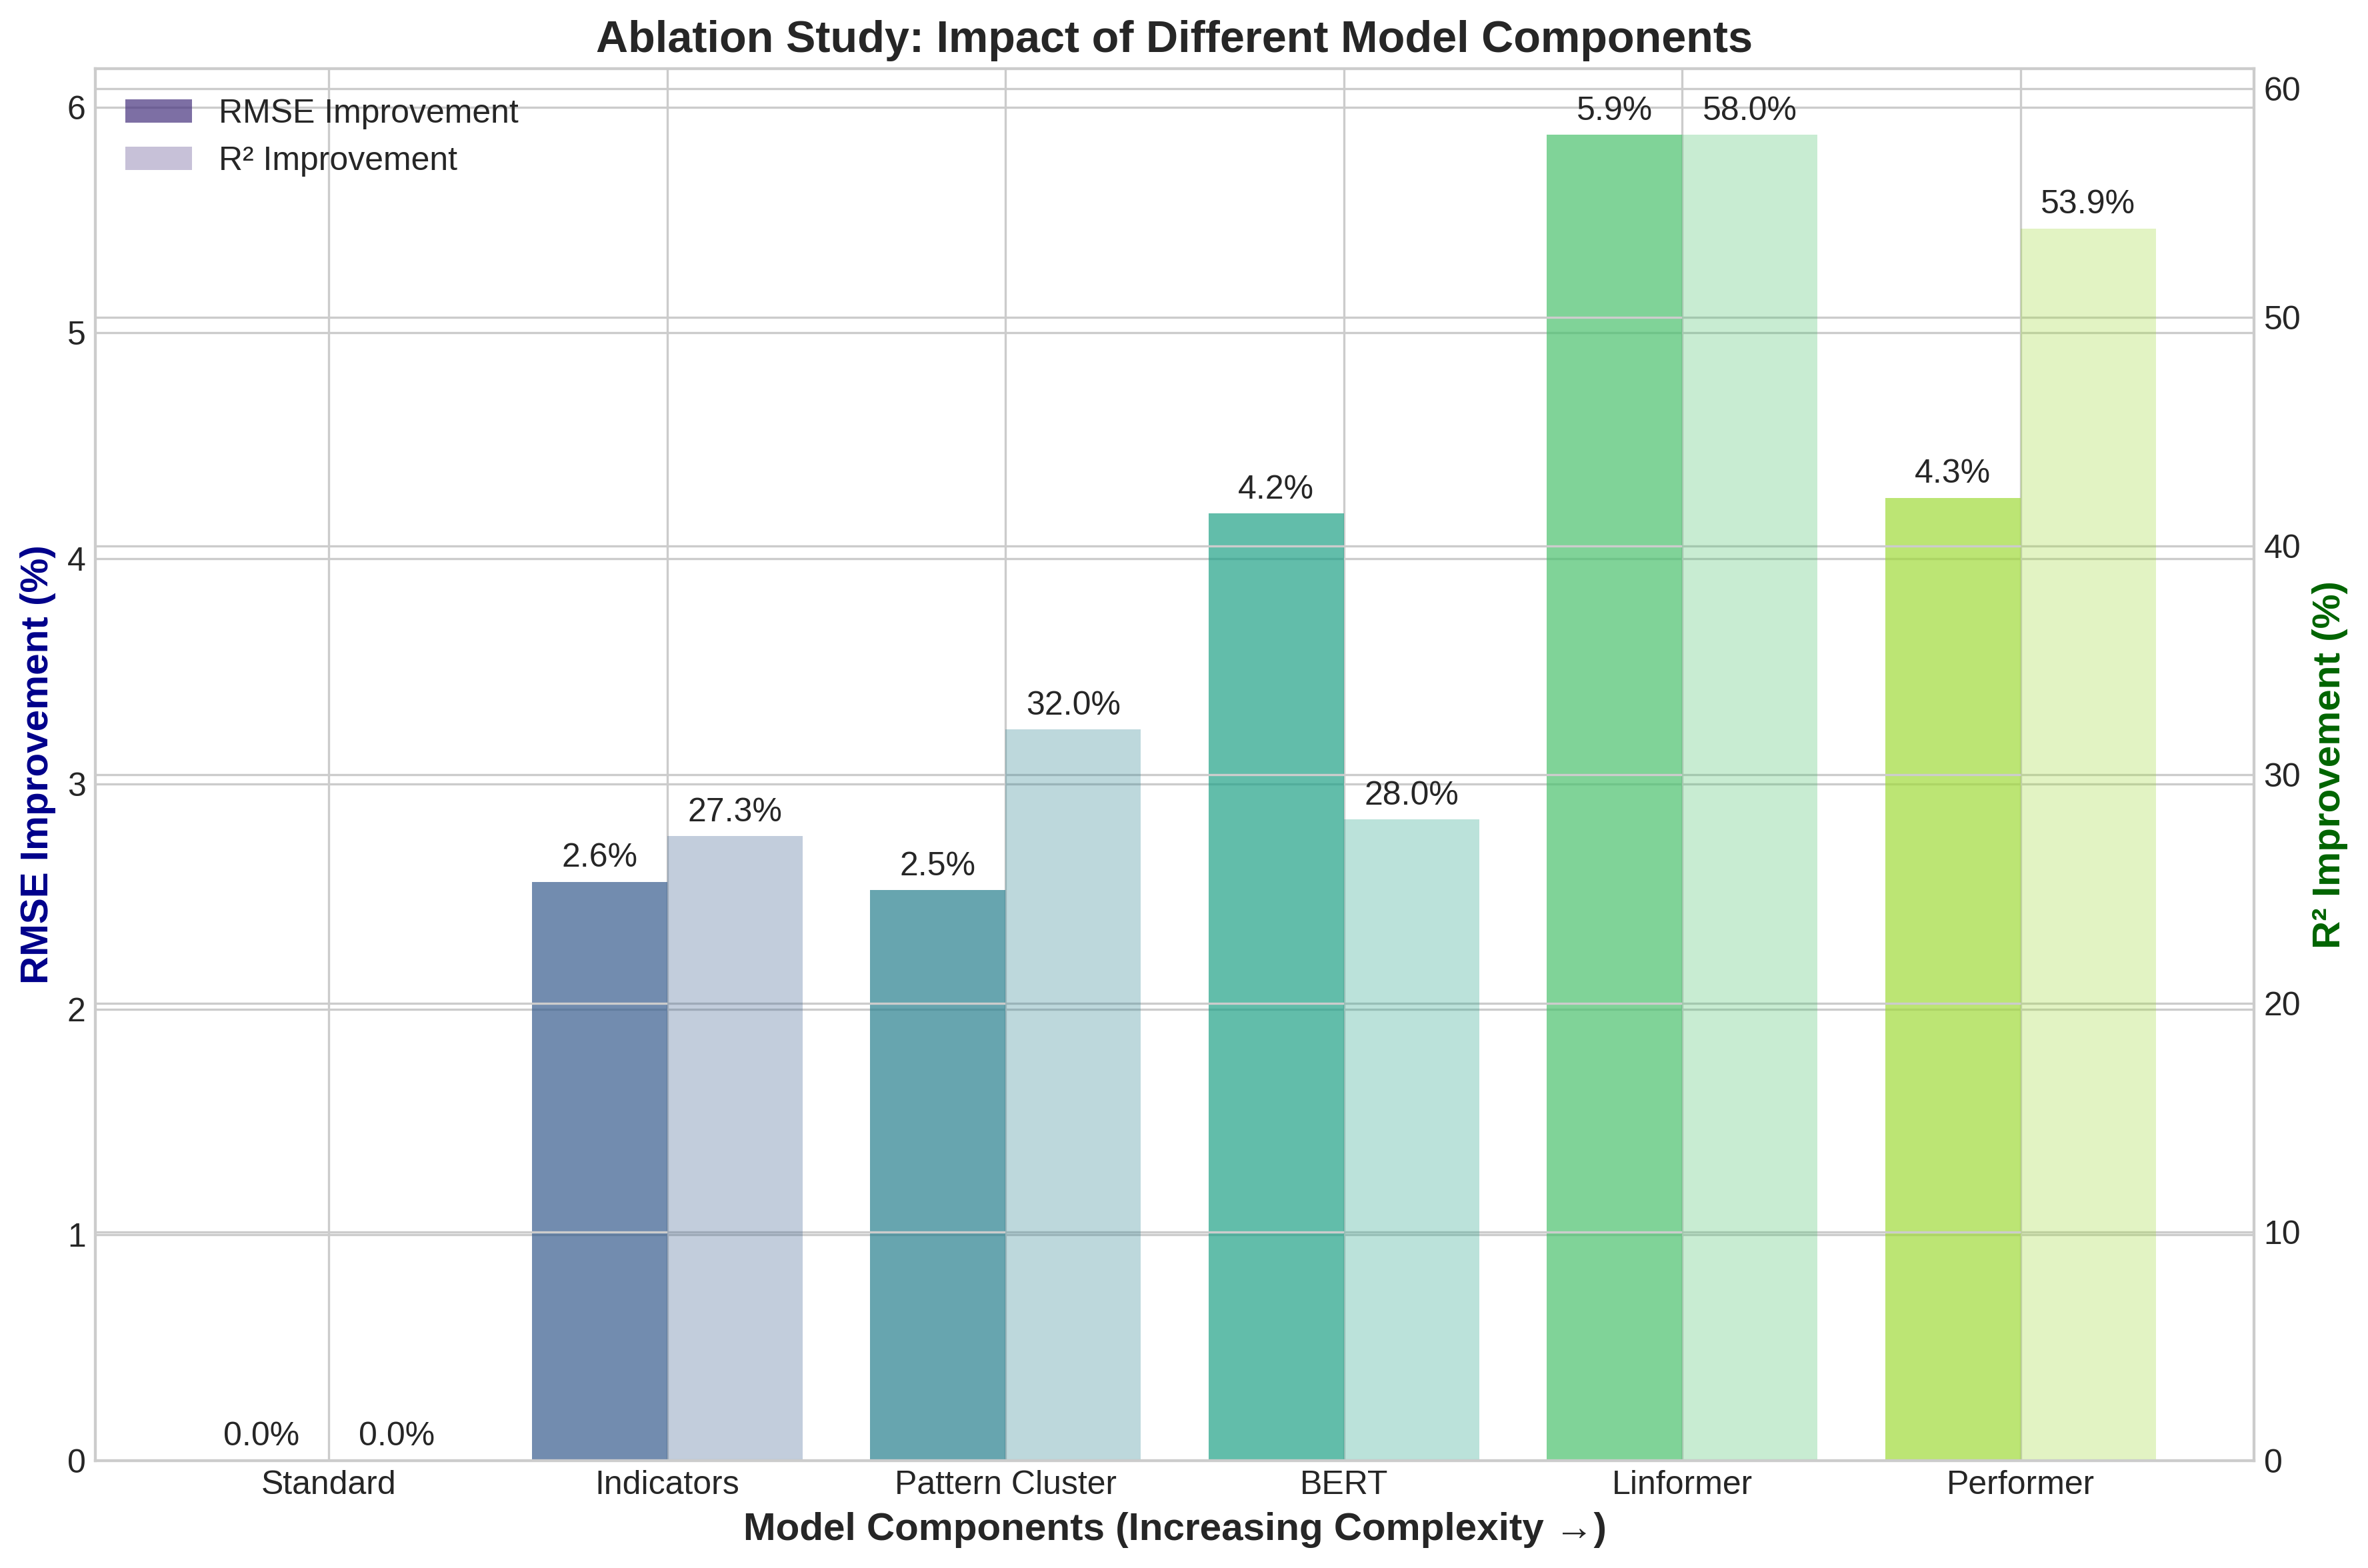 Ablation Study: Impact of Different Model Components
RMSE Improvement
R² Improvement
RMSE Improvement (%)
6
5
4
3
2
1
0
0.0%
0.0%
2.6%
27.3%
2.5%
32.0%
4.2%
28.0%
5.9%
58.0%
4.3%
53.9%
60
50
40
30
20
10
0
R² Improvement (%)
Standard
Indicators
Pattern Cluster
BERT
Linformer
Performer
Model Components (Increasing Complexity →)